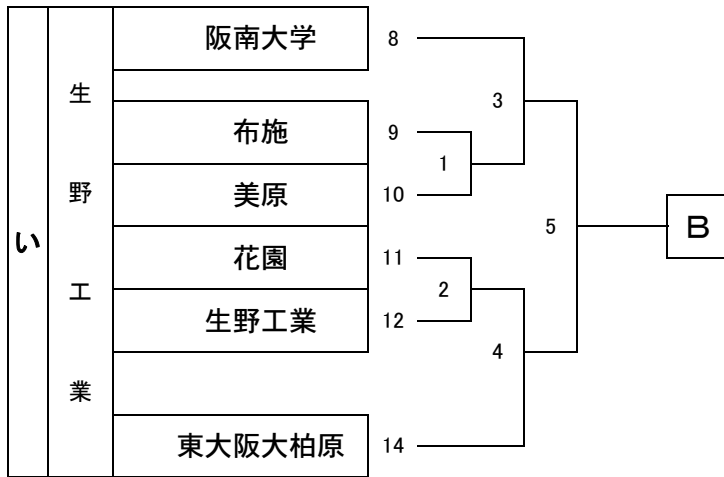 い
生野工業
阪南大学 8
布施 9
美原 10
花園 11
生野工業 12
東大阪大柏原 14
3
1
5
2
4
B